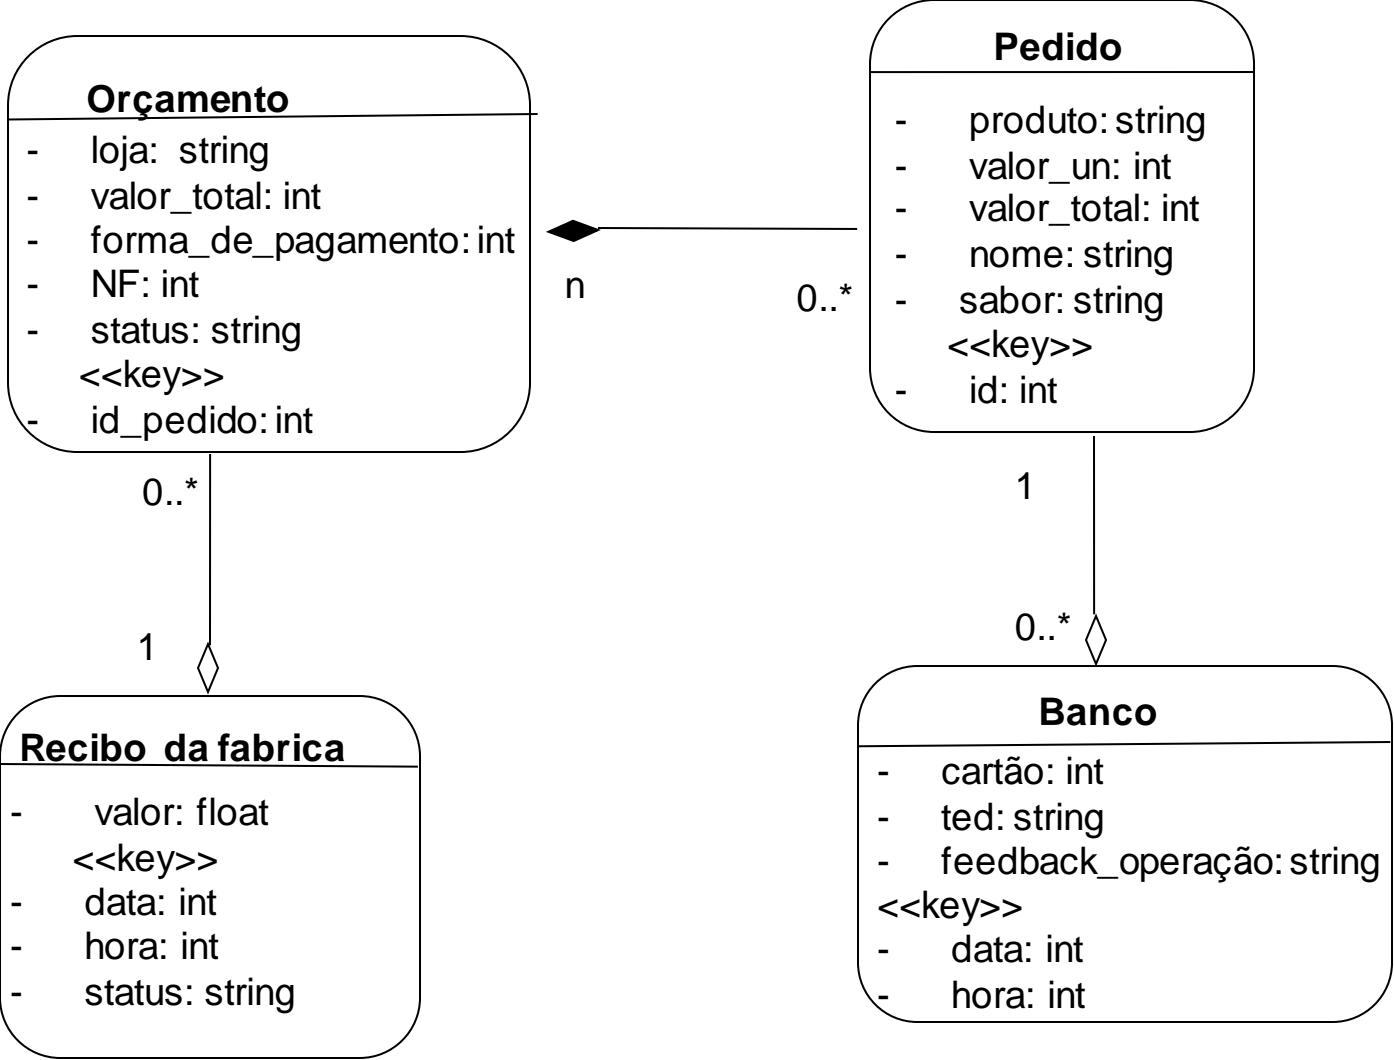 Orçamento
- loja: string
- valor_total: int
- forma_de_pagamento: int
- NF: int
- status: string
<<key>>
- id_pedido: int
n
0..*
Pedido
- produto: string
- valor_un: int
- valor_total: int
- nome: string
- sabor: string
<<key>>
- id: int
0..*
1
1
0..*
Recibo da fabrica
- valor: float
<<key>>
- data: int
- hora: int
- status: string
Banco
- cartão: int
- ted: string
- feedback_operação: string
<<key>>
- data: int
- hora: int